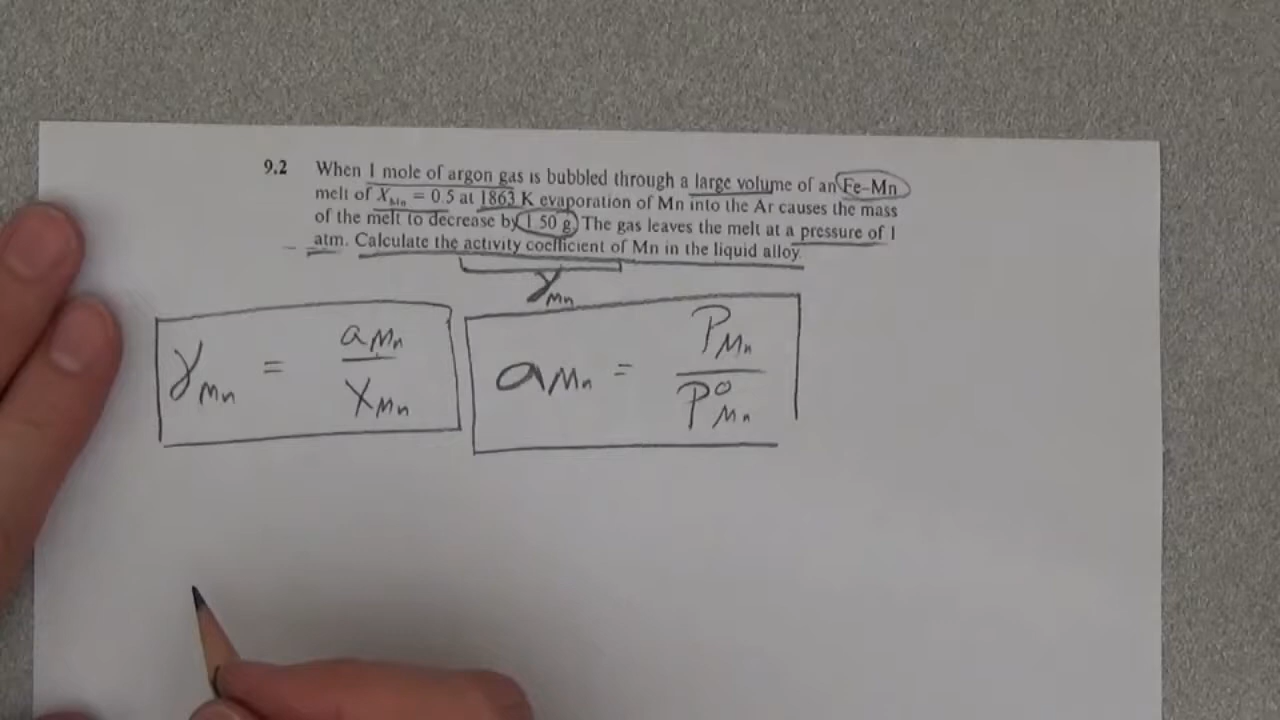 9.2 When 1 mole of argon gas is bubbled through a large volume of an Fe–Mn
melt of X_Mn = 0.5 at 1863 K evaporation of Mn into the Ar causes the mass
of the melt to decrease by 1.50 g. The gas leaves the melt at a pressure of 1
atm. Calculate the activity coefficient of Mn in the liquid alloy.
γ_Mn
γ_Mn = a_Mn / X_Mn
a_Mn = P_Mn / P°_Mn